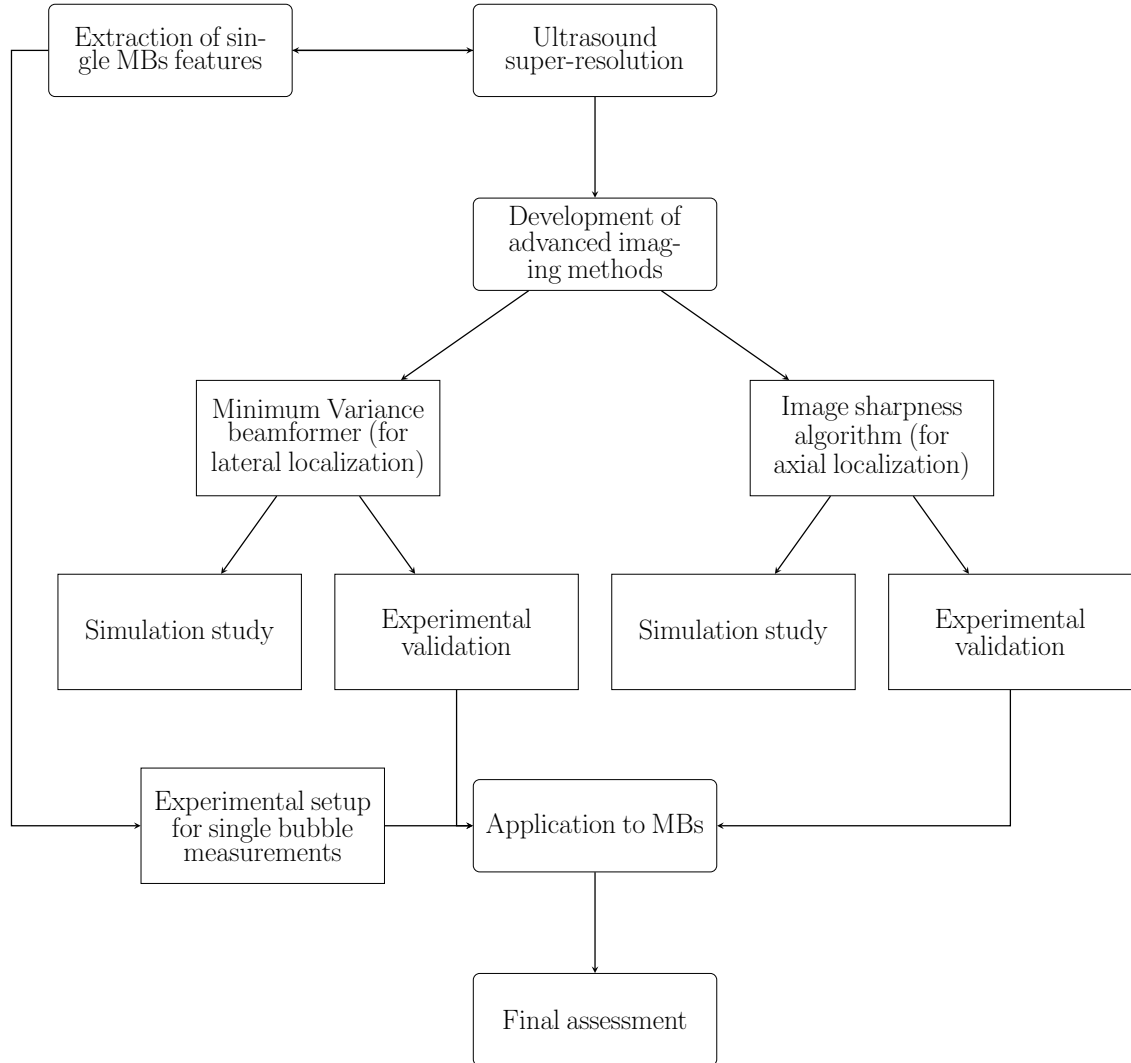 Extraction of sin-
gle MBs features
Ultrasound
super-resolution
Development of
advanced imag-
ing methods
Minimum Variance
beamformer (for
lateral localization)
Image sharpness
algorithm (for
axial localization)
Simulation study
Experimental
validation
Simulation study
Experimental
validation
Experimental setup
for single bubble
measurements
Application to MBs
Final assessment